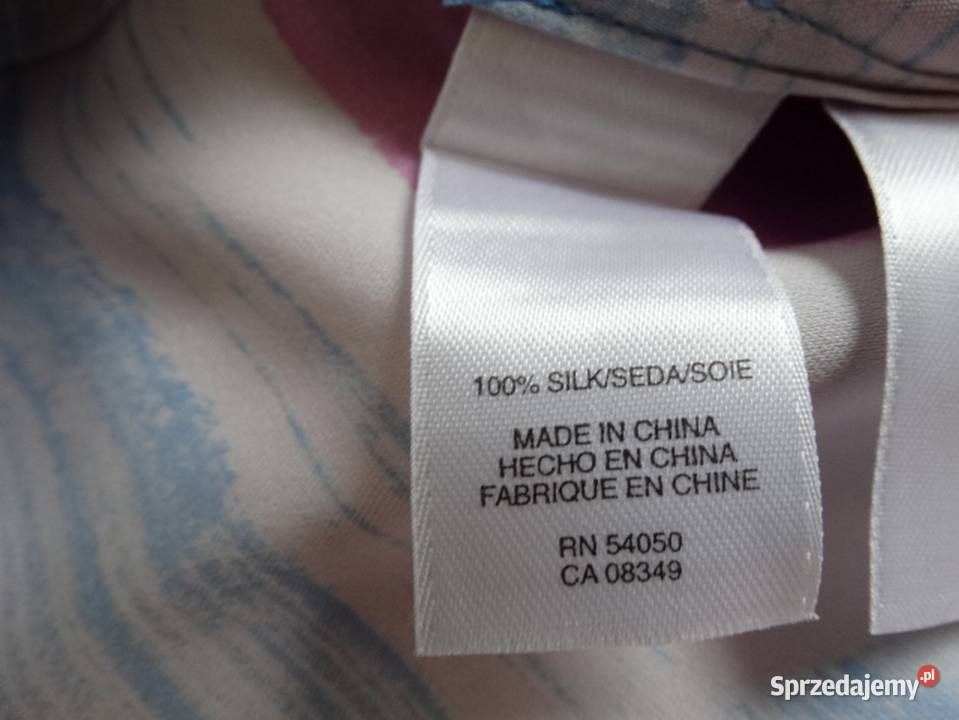 100% SILK/SEDA/SOIE
MADE IN CHINA
HECHO EN CHINA
FABRIQUE EN CHINE
RN 54050
CA 08349
Sprzedajemy.pl